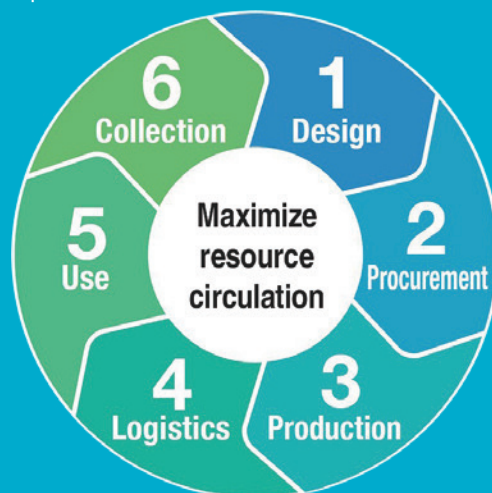 1
Design
2
Procurement
3
Production
4
Logistics
5
Use
6
Collection
Maximize
resource
circulation